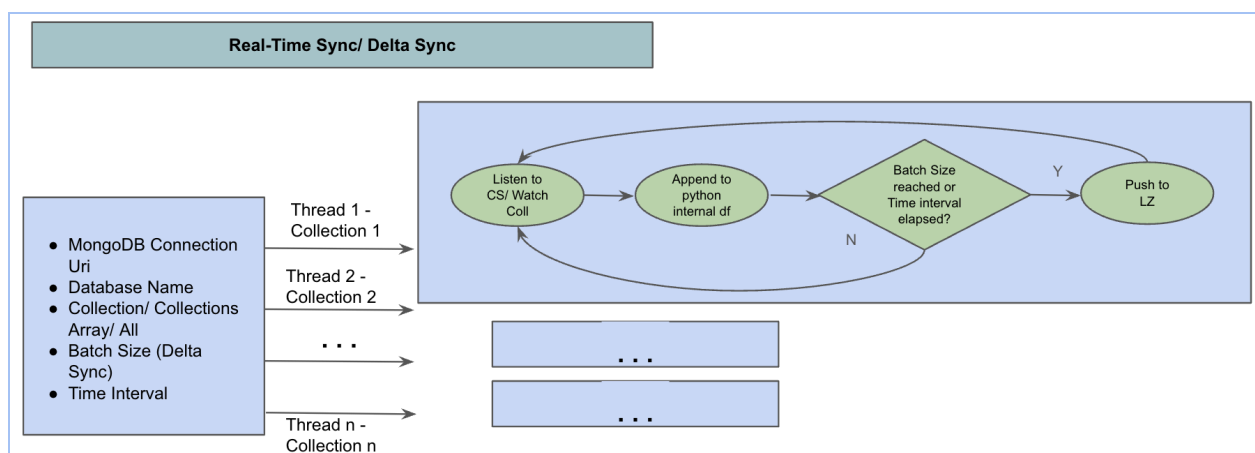 Real-Time Sync/ Delta Sync
● MongoDB Connection
Uri
● Database Name
● Collection/ Collections
Array/ All
● Batch Size (Delta
Sync)
● Time Interval
Thread 1 -
Collection 1
Thread 2 -
Collection 2
. . .
Thread n -
Collection n
Listen to
CS/ Watch
Coll
Append to
python
internal df
Batch Size
reached or
Time interval
elapsed?
N
Y
Push to
LZ
. . .
. . .